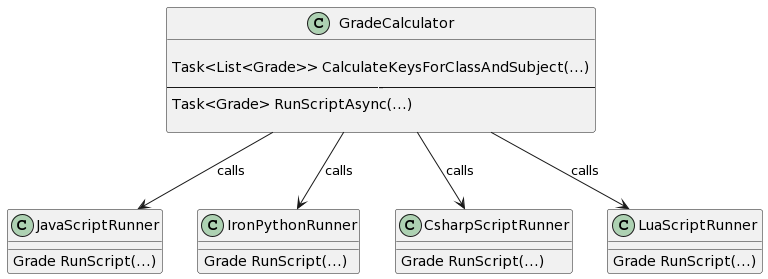 C GradeCalculator
Task<List<Grade>> CalculateKeysForClassAndSubject(...)
Task<Grade> RunScriptAsync(...)
calls
calls
calls
calls
C JavaScriptRunner
Grade RunScript(...)
C IronPythonRunner
Grade RunScript(...)
C CsharpScriptRunner
Grade RunScript(...)
C LuaScriptRunner
Grade RunScript(...)